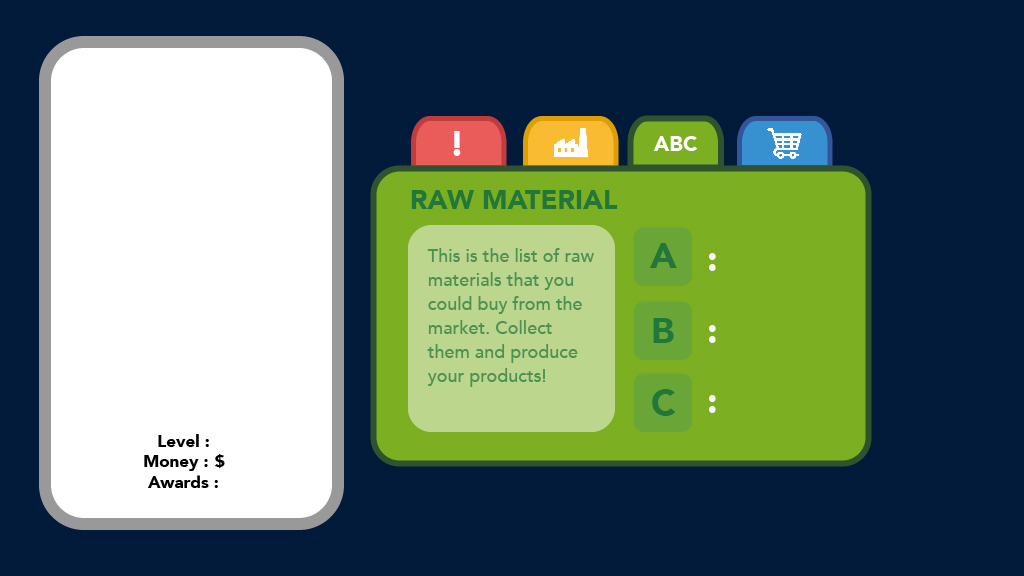 !
ABC
RAW MATERIAL
This is the list of raw
materials that you
could buy from the
market. Collect
them and produce
your products!
A :
B :
C :
Level :
Money : $
Awards :